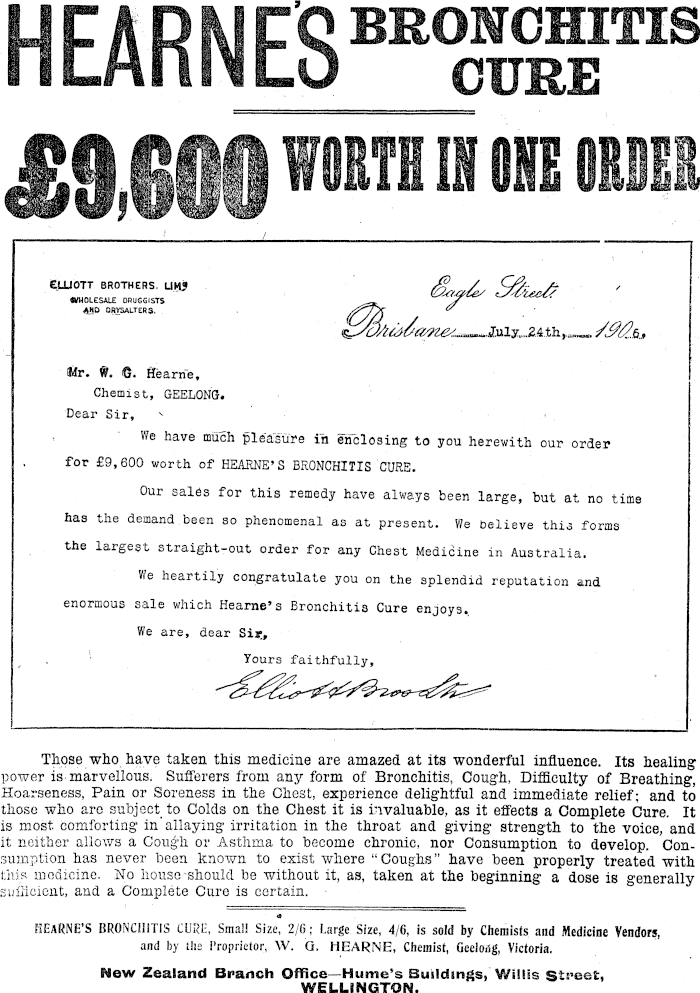 HEARNE'S BRONCHITIS
CURE
£9,600 WORTH IN ONE ORDER
ELLIOTT BROTHERS. LIMD
WHOLESALE DRUGGISTS
AND DRYSALTERS.
Eagle Street.
Brisbane July 24th, 1906.
Mr. W. G. Hearne,
Chemist, GEELONG.
Dear Sir,
We have much pleasure in enclosing to you herewith our order
for £9,600 worth of HEARNE'S BRONCHITIS CURE.
Our sales for this remedy have always been large, but at no time
has the demand been so phenomenal as at present. We believe this forms
the largest straight-out order for any Chest Medicine in Australia.
We heartily congratulate you on the splendid reputation and
enormous sale which Hearne's Bronchitis Cure enjoys.
We are, dear Sir,
Yours faithfully,
Elliott Bros Ltd
Those who have taken this medicine are amazed at its wonderful influence. Its healing
power is marvellous. Sufferers from any form of Bronchitis, Cough, Difficulty of Breathing,
Hoarseness, Pain or Soreness in the Chest, experience delightful and immediate relief; and to
those who are subject to Colds on the Chest it is invaluable, as it effects a Complete Cure. It
is most comforting in allaying irritation in the throat and giving strength to the voice, and
it neither allows a Cough or Asthma to become chronic, nor Consumption to develop. Con-
sumption has never been known to exist where "Coughs" have been properly treated with
this medicine. No house should be without it, as, taken at the beginning a dose is generally
sufficient, and a Complete Cure is certain.
HEARNE'S BRONCHITIS CURE, Small Size, 2/6; Large Size, 4/6, is sold by Chemists and Medicine Vendors,
and by the Proprietor, W. G. HEARNE, Chemist, Geelong, Victoria.
New Zealand Branch Office—Hume's Buildings, Willis Street,
WELLINGTON.